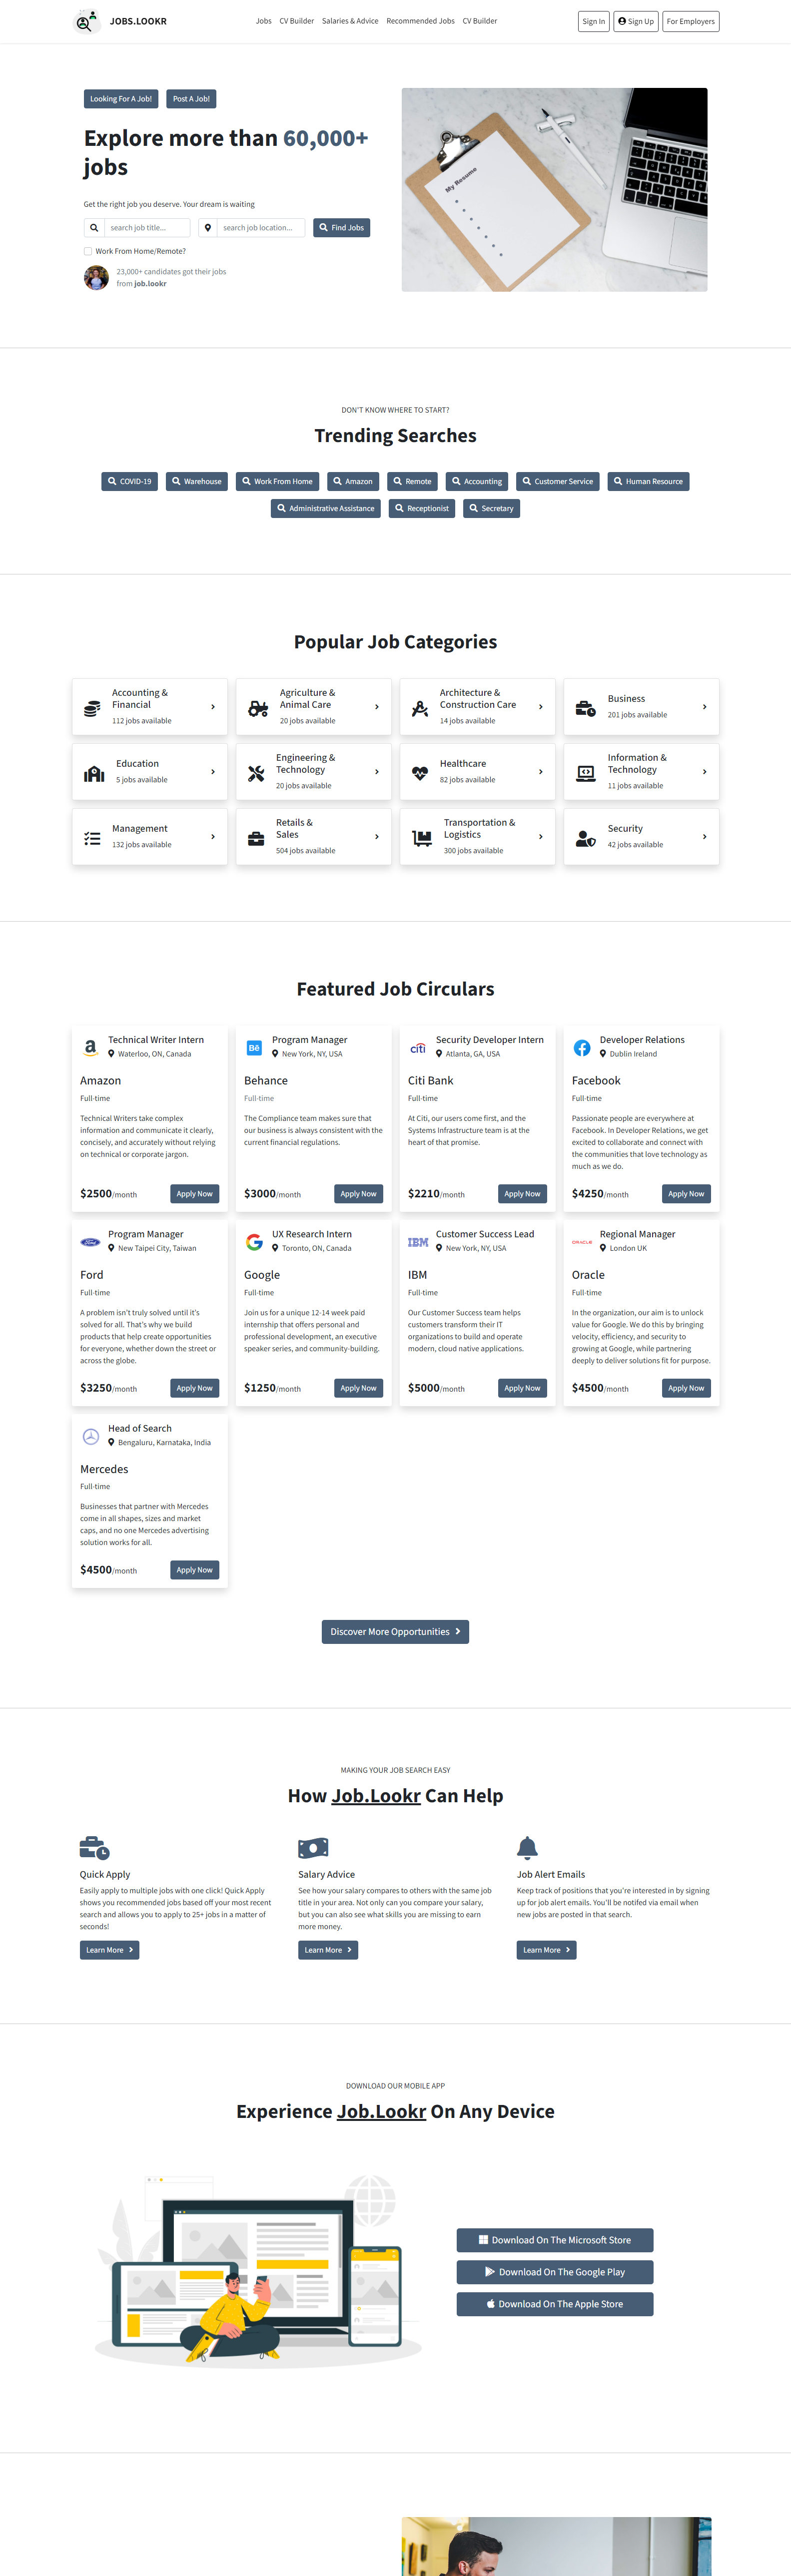 JOBS.LOOKR
Jobs CV Builder Salaries & Advice Recommended Jobs CV Builder
Sign In Sign Up For Employers
Looking For A Job! Post A Job!
Explore more than 60,000+
jobs
Get the right job you deserve. Your dream is waiting
search job title... search job location... Find Jobs
Work From Home/Remote?
23,000+ candidates got their jobs
from job.lookr
My Resume
DON'T KNOW WHERE TO START?
Trending Searches
COVID-19 Warehouse Work From Home Amazon Remote Accounting Customer Service Human Resource
Administrative Assistance Receptionist Secretary
Popular Job Categories
Accounting &
Financial
112 jobs available
Agriculture &
Animal Care
20 jobs available
Architecture &
Construction Care
14 jobs available
Business
201 jobs available
Education
5 jobs available
Engineering &
Technology
20 jobs available
Healthcare
82 jobs available
Information &
Technology
11 jobs available
Management
132 jobs available
Retails &
Sales
504 jobs available
Transportation &
Logistics
300 jobs available
Security
42 jobs available
Featured Job Circulars
a
Technical Writer Intern
Waterloo, ON, Canada
Amazon
Full-time
Technical Writers take complex
information and communicate it clearly,
concisely, and accurately without relying
on technical or corporate jargon.
$2500/month Apply Now
Bē
Program Manager
New York, NY, USA
Behance
Full-time
The Compliance team makes sure that
our business is always consistent with the
current financial regulations.
$3000/month Apply Now
citi
Security Developer Intern
Atlanta, GA, USA
Citi Bank
Full-time
At Citi, our users come first, and the
Systems Infrastructure team is at the
heart of that promise.
$2210/month Apply Now
Developer Relations
Dublin Ireland
Facebook
Full-time
Passionate people are everywhere at
Facebook. In Developer Relations, we get
excited to collaborate and connect with
the communities that love technology as
much as we do.
$4250/month Apply Now
Ford
Program Manager
New Taipei City, Taiwan
Ford
Full-time
A problem isn't truly solved until it's
solved for all. That's why we build
products that help create opportunities
for everyone, whether down the street or
across the globe.
$3250/month Apply Now
G
UX Research Intern
Toronto, ON, Canada
Google
Full-time
Join us for a unique 12-14 week paid
internship that offers personal and
professional development, an executive
speaker series, and community-building.
$1250/month Apply Now
IBM
Customer Success Lead
New York, NY, USA
IBM
Full-time
Our Customer Success team helps
customers transform their IT
organizations to build and operate
modern, cloud native applications.
$5000/month Apply Now
ORACLE
Regional Manager
London UK
Oracle
Full-time
In the organization, our aim is to unlock
value for Google. We do this by bringing
velocity, efficiency, and security to
growing at Google, while partnering
deeply to deliver solutions fit for purpose.
$4500/month Apply Now
Head of Search
Bengaluru, Karnataka, India
Mercedes
Full-time
Businesses that partner with Mercedes
come in all shapes, sizes and market
caps, and no one Mercedes advertising
solution works for all.
$4500/month Apply Now
Discover More Opportunities
MAKING YOUR JOB SEARCH EASY
How Job.Lookr Can Help
Quick Apply
Easily apply to multiple jobs with one click! Quick Apply
shows you recommended jobs based off your most recent
search and allows you to apply to 25+ jobs in a matter of
seconds!
Learn More
Salary Advice
See how your salary compares to others with the same job
title in your area. Not only can you compare your salary,
but you can also see what skills you are missing to earn
more money.
Learn More
Job Alert Emails
Keep track of positions that you're interested in by signing
up for job alert emails. You'll be notifed via email when
new jobs are posted in that search.
Learn More
DOWNLOAD OUR MOBILE APP
Experience Job.Lookr On Any Device
Download On The Microsoft Store
Download On The Google Play
Download On The Apple Store